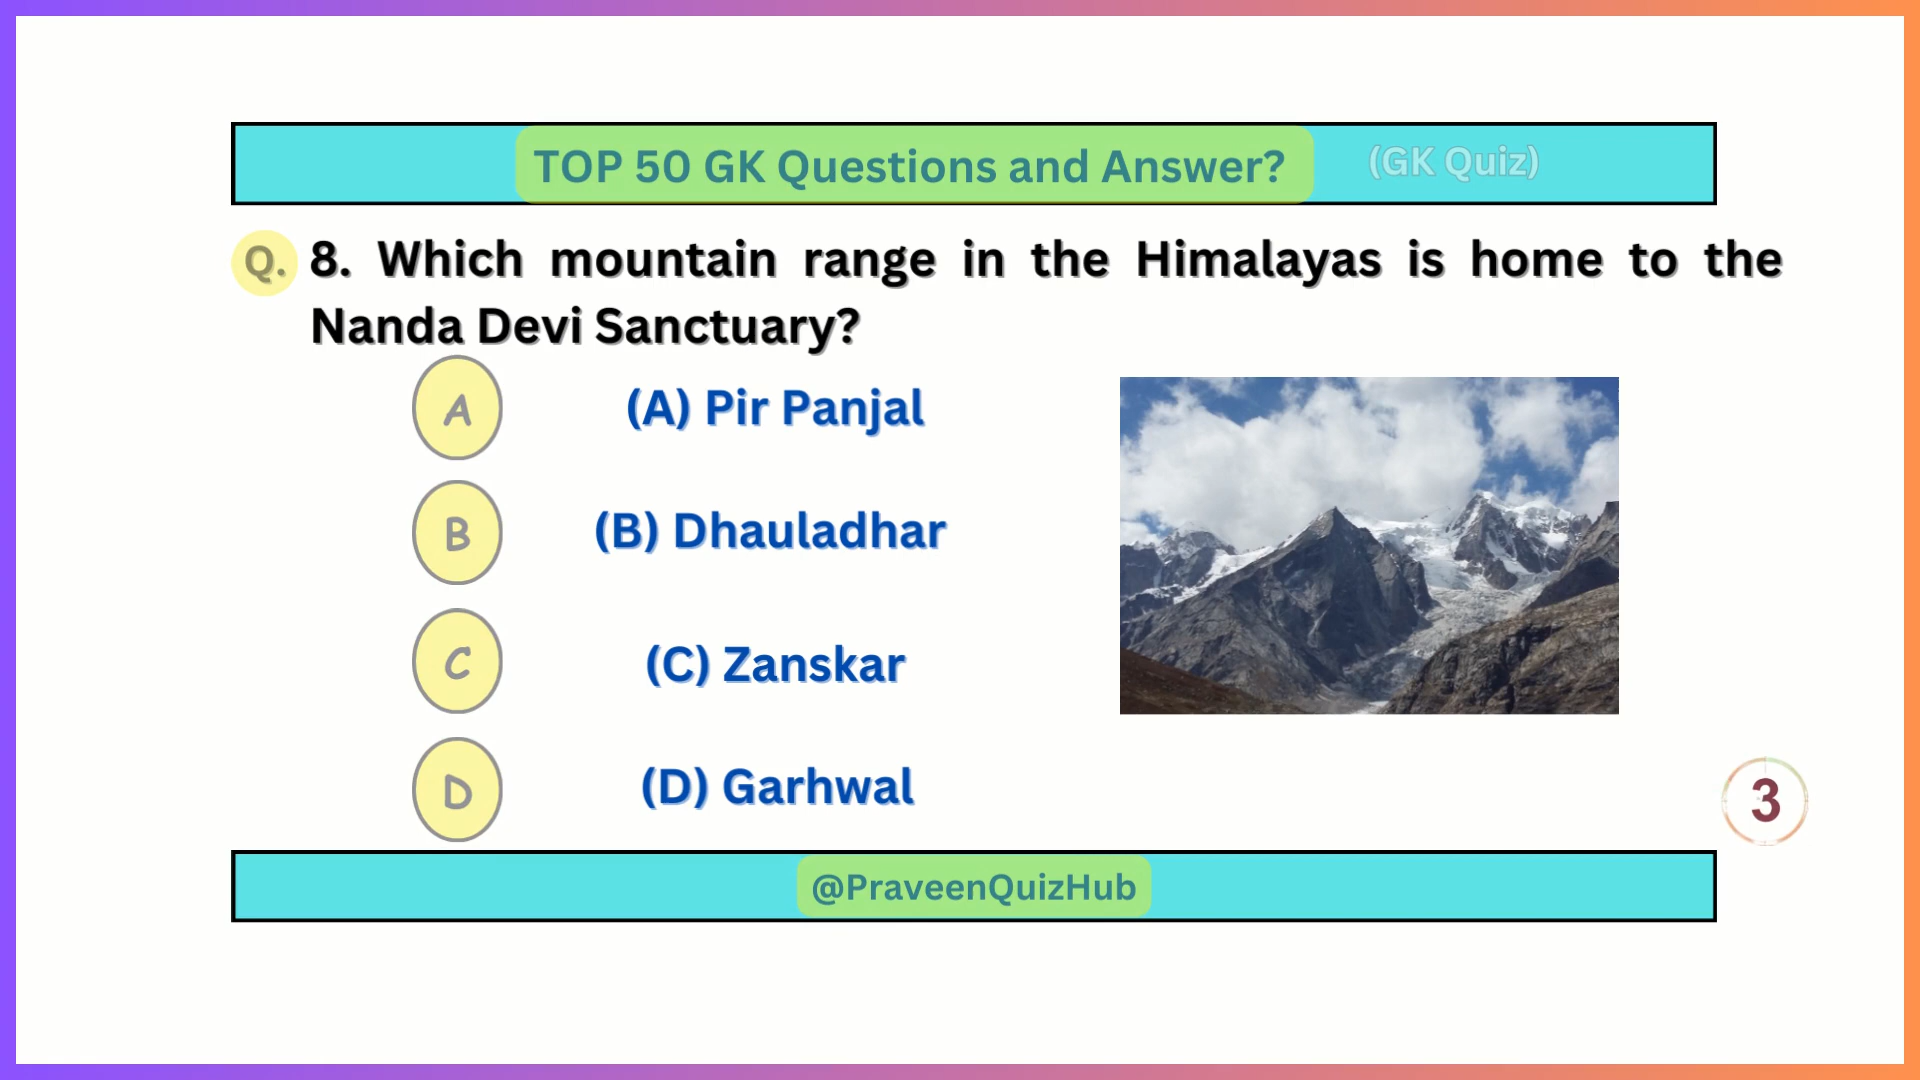 TOP 50 GK Questions and Answer? (GK Quiz)
Q. 8. Which mountain range in the Himalayas is home to the
Nanda Devi Sanctuary?
A (A) Pir Panjal
B (B) Dhauladhar
C (C) Zanskar
D (D) Garhwal
3
@PraveenQuizHub